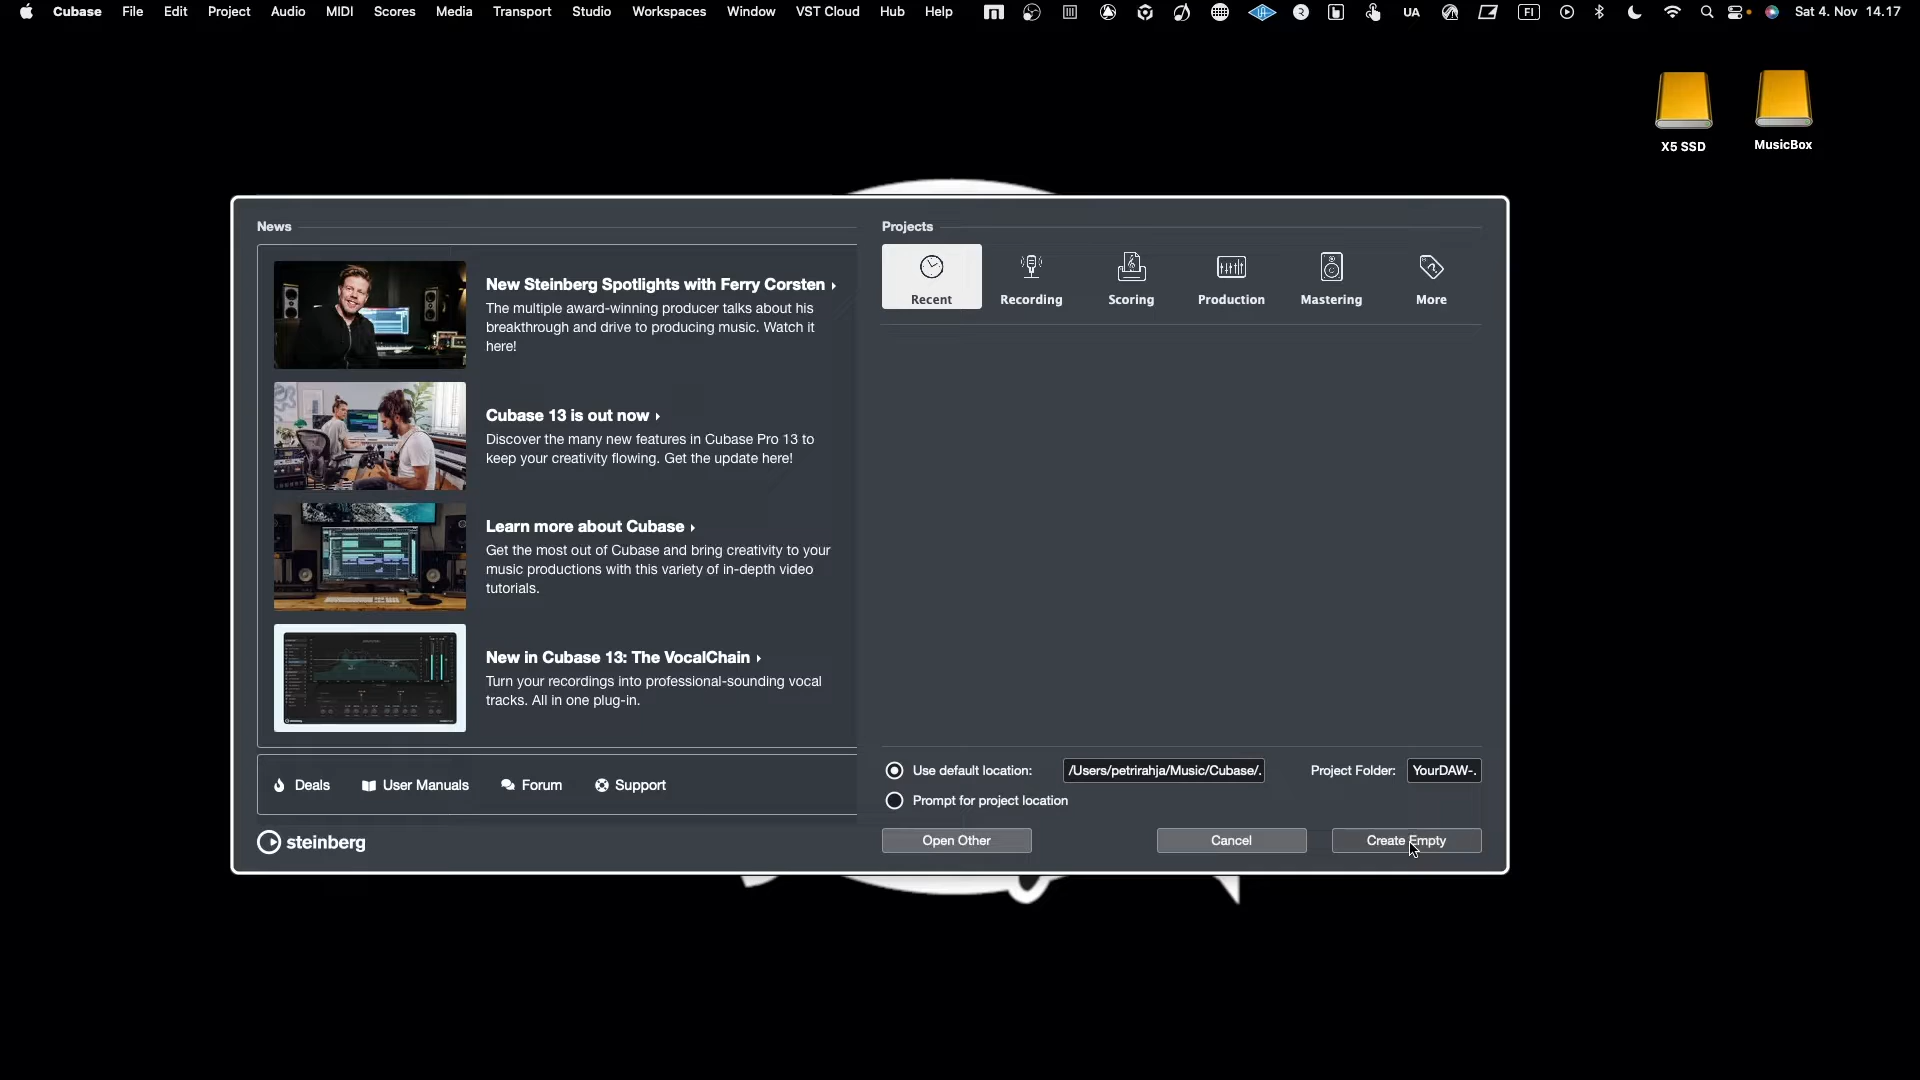 Cubase File Edit Project Audio MIDI Scores Media Transport Studio Workspaces Window VST Cloud Hub Help UA FI Sat 4. Nov 14.17
X5 SSD
MusicBox
News
New Steinberg Spotlights with Ferry Corsten
The multiple award-winning producer talks about his
breakthrough and drive to producing music. Watch it
here!
Cubase 13 is out now
Discover the many new features in Cubase Pro 13 to
keep your creativity flowing. Get the update here!
Learn more about Cubase
Get the most out of Cubase and bring creativity to your
music productions with this variety of in-depth video
tutorials.
New in Cubase 13: The VocalChain
Turn your recordings into professional-sounding vocal
tracks. All in one plug-in.
Deals User Manuals Forum Support
steinberg
Projects
Recent Recording Scoring Production Mastering More
Use default location: /Users/petrirahja/Music/Cubase/. Project Folder: YourDAW-.
Prompt for project location
Open Other Cancel Create Empty